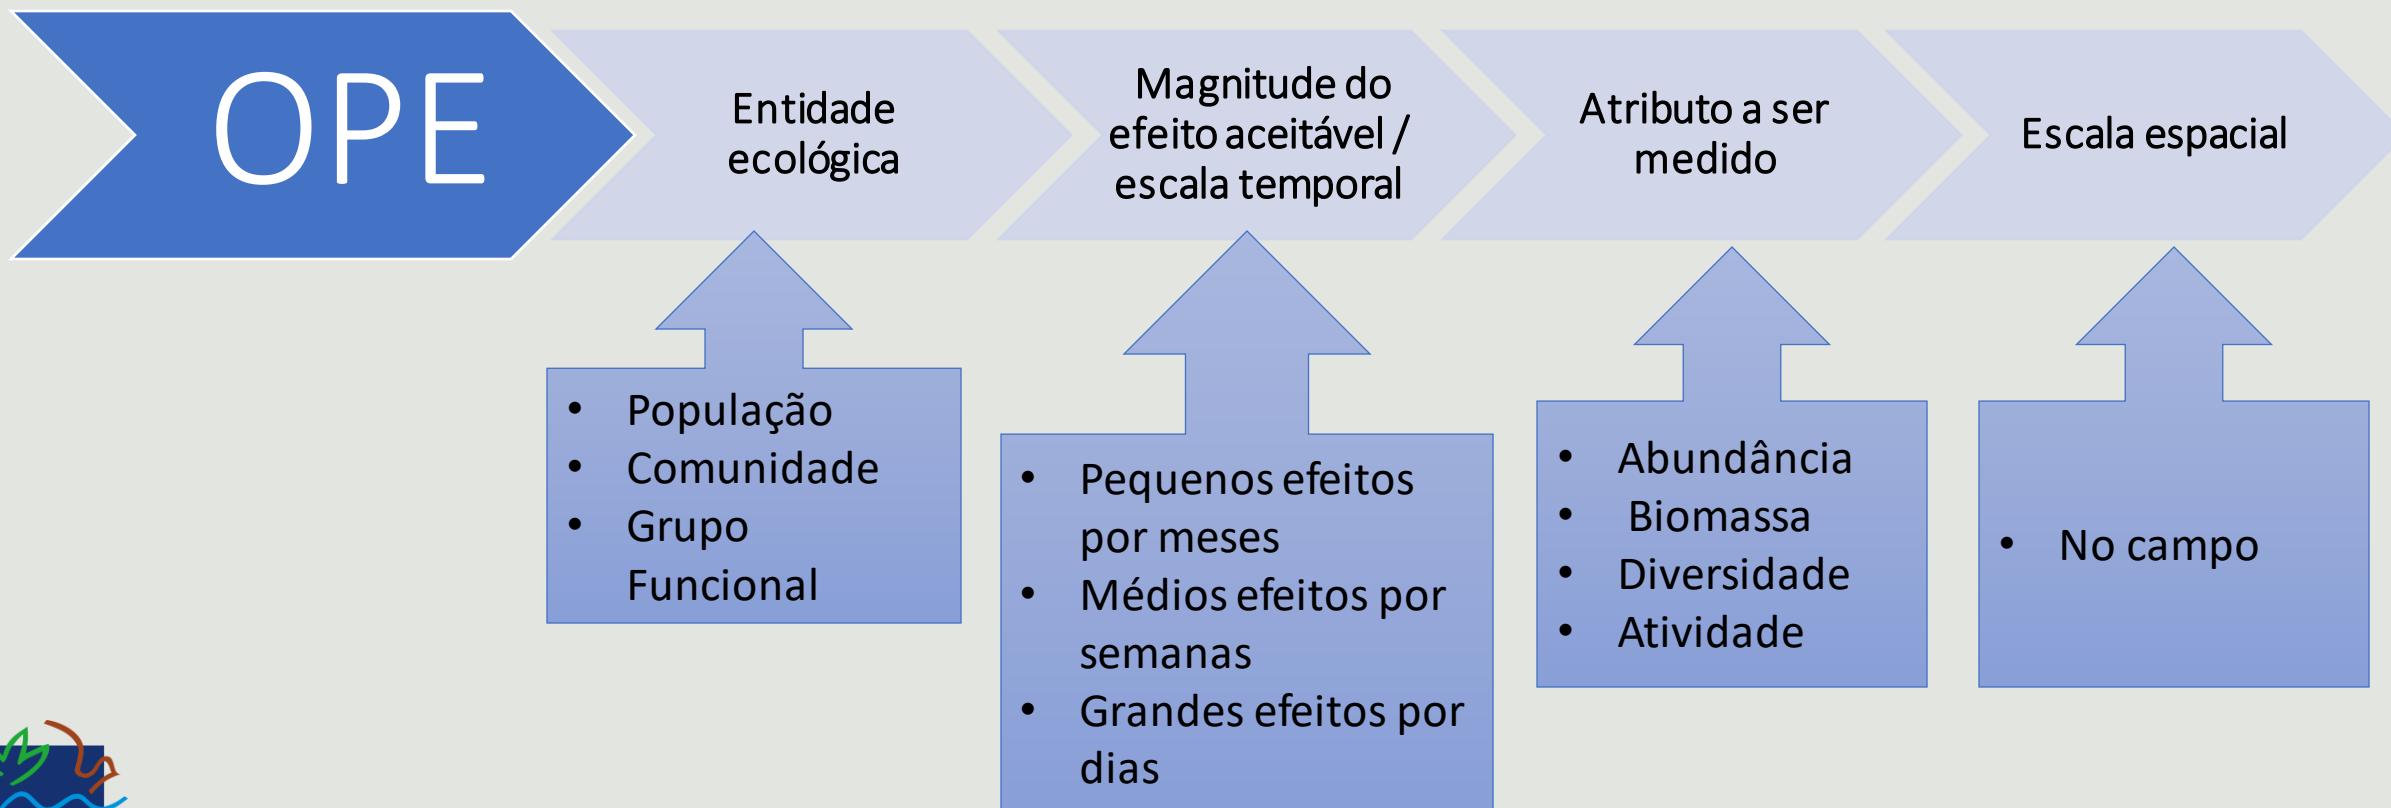 OPE
Entidade
ecológica
Magnitude do
efeito aceitável /
escala temporal
Atributo a ser
medido
Escala espacial
• População
• Comunidade
• Grupo
Funcional
• Pequenos efeitos
por meses
• Médios efeitos por
semanas
• Grandes efeitos por
dias
• Abundância
• Biomassa
• Diversidade
• Atividade
• No campo